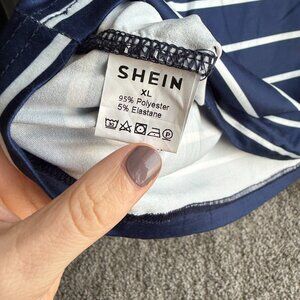 SHEIN
XL
95% Polyester
5% Elastane